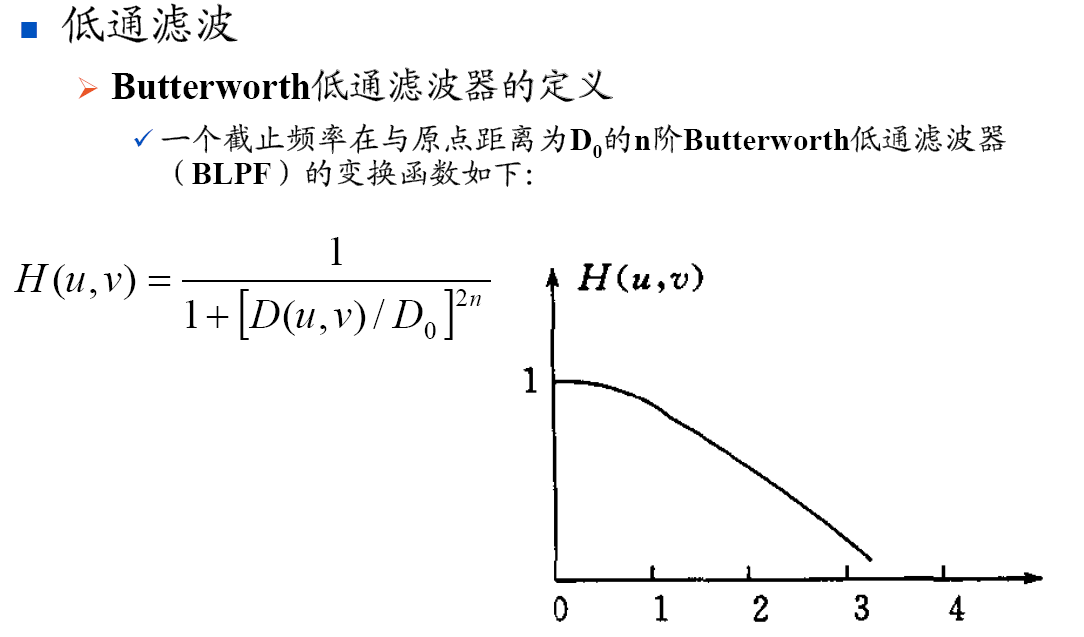 低通滤波
Butterworth低通滤波器的定义
一个截止频率在与原点距离为D₀的n阶Butterworth低通滤波器
（BLPF）的变换函数如下:
H(u,v) = 1 / (1+[D(u,v)/D₀]²ⁿ)
H(u,v)
1
0 1 2 3 4